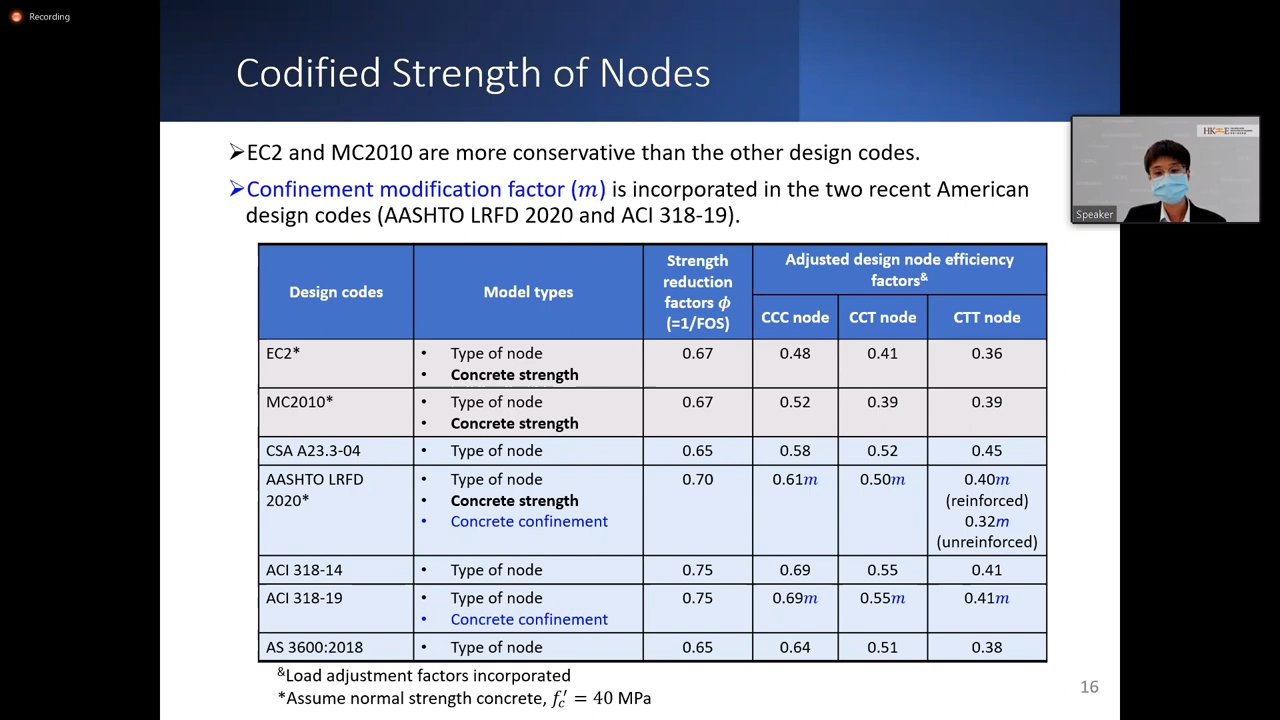 Recording
Codified Strength of Nodes
➢EC2 and MC2010 are more conservative than the other design codes.
➢Confinement modification factor (m) is incorporated in the two recent American
design codes (AASHTO LRFD 2020 and ACI 318-19).
Design codes
Model types
Strength
reduction
factors ϕ
(=1/FOS)
Adjusted design node efficiency
factors&
CCC node
CCT node
CTT node
EC2*
• Type of node
• Concrete strength
0.67
0.48
0.41
0.36
MC2010*
• Type of node
• Concrete strength
0.67
0.52
0.39
0.39
CSA A23.3-04
• Type of node
0.65
0.58
0.52
0.45
AASHTO LRFD
2020*
• Type of node
• Concrete strength
• Concrete confinement
0.70
0.61m
0.50m
0.40m
(reinforced)
0.32m
(unreinforced)
ACI 318-14
• Type of node
0.75
0.69
0.55
0.41
ACI 318-19
• Type of node
• Concrete confinement
0.75
0.69m
0.55m
0.41m
AS 3600:2018
• Type of node
0.65
0.64
0.51
0.38
&Load adjustment factors incorporated
*Assume normal strength concrete, f′c = 40 MPa
16
Speaker